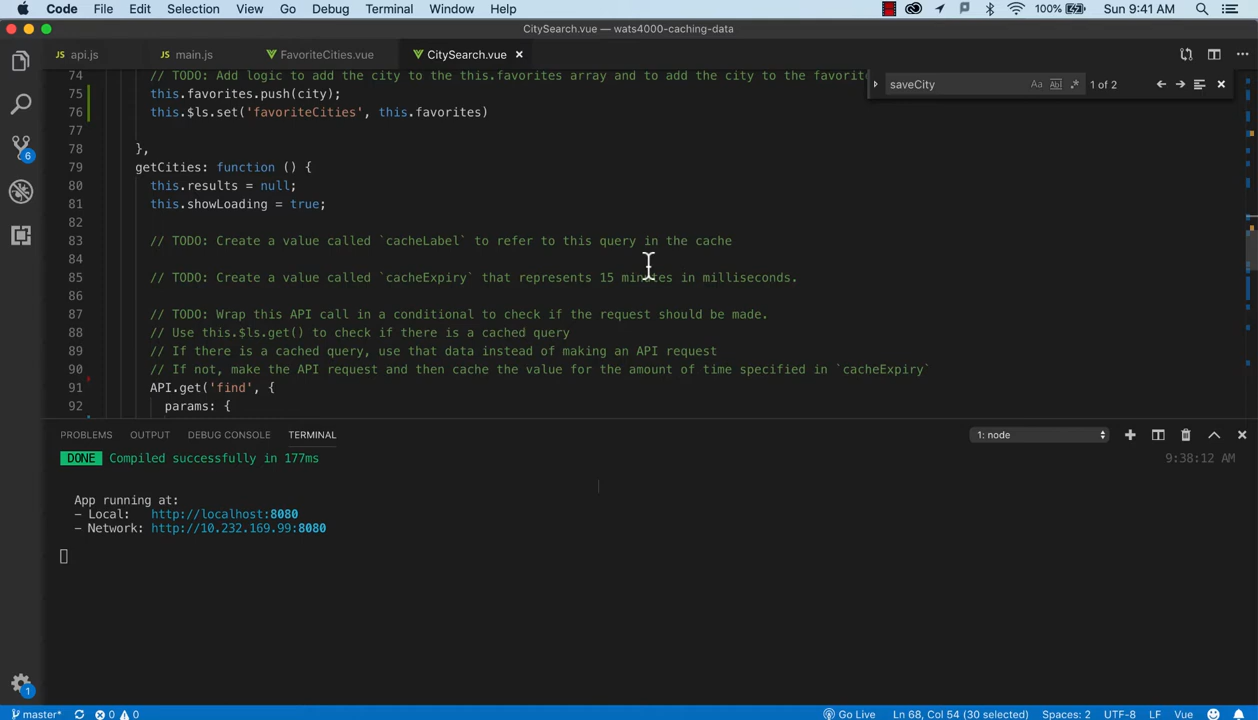 Code File Edit Selection View Go Debug Terminal Window Help 100% Sun 9:41 AM
CitySearch.vue — wats4000-caching-data
JS api.js JS main.js FavoriteCities.vue CitySearch.vue ×
74 // TODO: Add logic to add the city to the this.favorites array and to add the city to the favorite
saveCity Aa Abl .* 1 of 2
75 this.favorites.push(city);
76 this.$ls.set('favoriteCities', this.favorites)
77
78 },
79 getCities: function () {
80 this.results = null;
81 this.showLoading = true;
82
83 // TODO: Create a value called `cacheLabel` to refer to this query in the cache
84
85 // TODO: Create a value called `cacheExpiry` that represents 15 minutes in milliseconds.
86
87 // TODO: Wrap this API call in a conditional to check if the request should be made.
88 // Use this.$ls.get() to check if there is a cached query
89 // If there is a cached query, use that data instead of making an API request
90 // If not, make the API request and then cache the value for the amount of time specified in `cacheExpiry`
91 API.get('find', {
92 params: {
6
PROBLEMS OUTPUT DEBUG CONSOLE TERMINAL 1: node
DONE Compiled successfully in 177ms 9:38:12 AM
App running at:
- Local: http://localhost:8080
- Network: http://10.232.169.99:8080
1
master* 0 0 Go Live Ln 68, Col 54 (30 selected) Spaces: 2 UTF-8 LF Vue